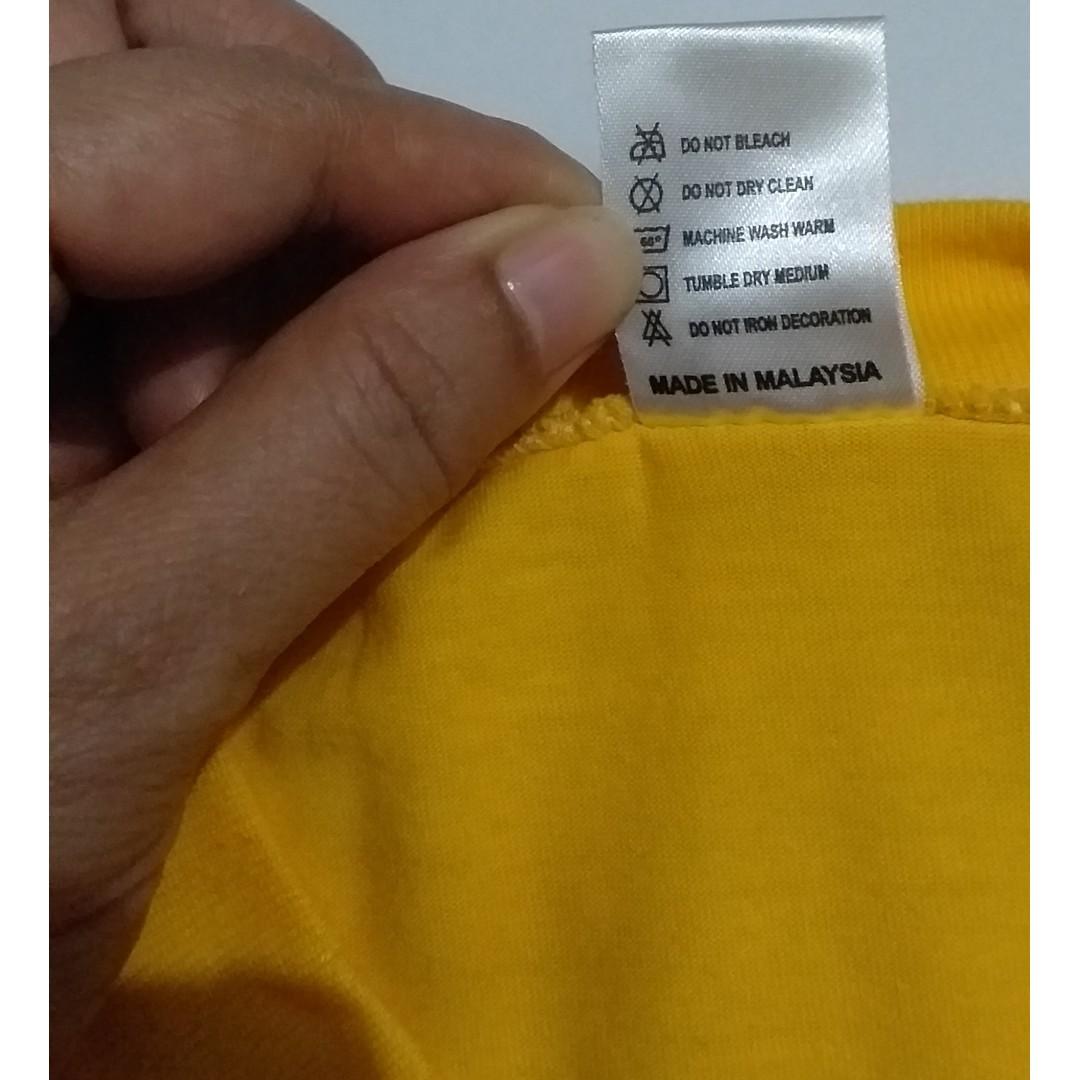 DO NOT BLEACH
DO NOT DRY CLEAN
60° MACHINE WASH WARM
TUMBLE DRY MEDIUM
DO NOT IRON DECORATION
MADE IN MALAYSIA